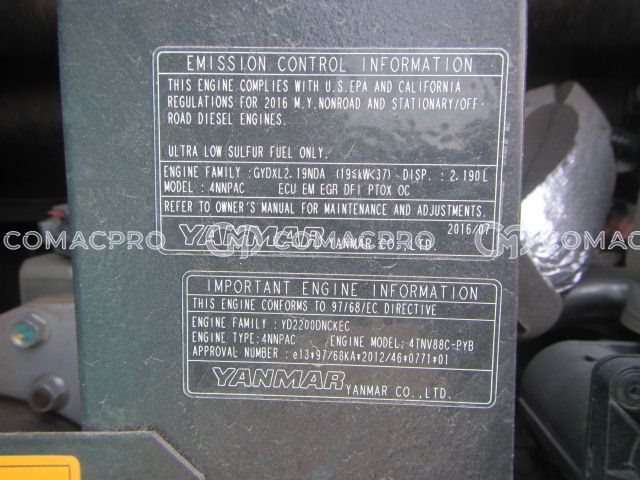 EMISSION CONTROL INFORMATION
THIS ENGINE COMPLIES WITH U.S.EPA AND CALIFORNIA
REGULATIONS FOR 2016 M.Y.NONROAD AND STATIONARY/OFF-
ROAD DIESEL ENGINES.
ULTRA LOW SULFUR FUEL ONLY.
ENGINE FAMILY :GYDXL2.19NDA (19≤kW<37) DISP. : 2.190L
MODEL : 4NNPAC ECU EM EGR DFI PTOX OC
REFER TO OWNER'S MANUAL FOR MAINTENANCE AND ADJUSTMENTS.
2016/07
YANMAR YANMAR CO., LTD.
COMACPRO COMACPRO COMACPRO
IMPORTANT ENGINE INFORMATION
THIS ENGINE CONFORMS TO 97/68/EC DIRECTIVE
ENGINE FAMILY : YD2200DNCKEC
ENGINE TYPE:4NNPAC ENGINE MODEL: 4TNV88C-PYB
APPROVAL NUMBER : e13*97/68KA*2012/46*0771*01
YANMAR YANMAR CO.,LTD.